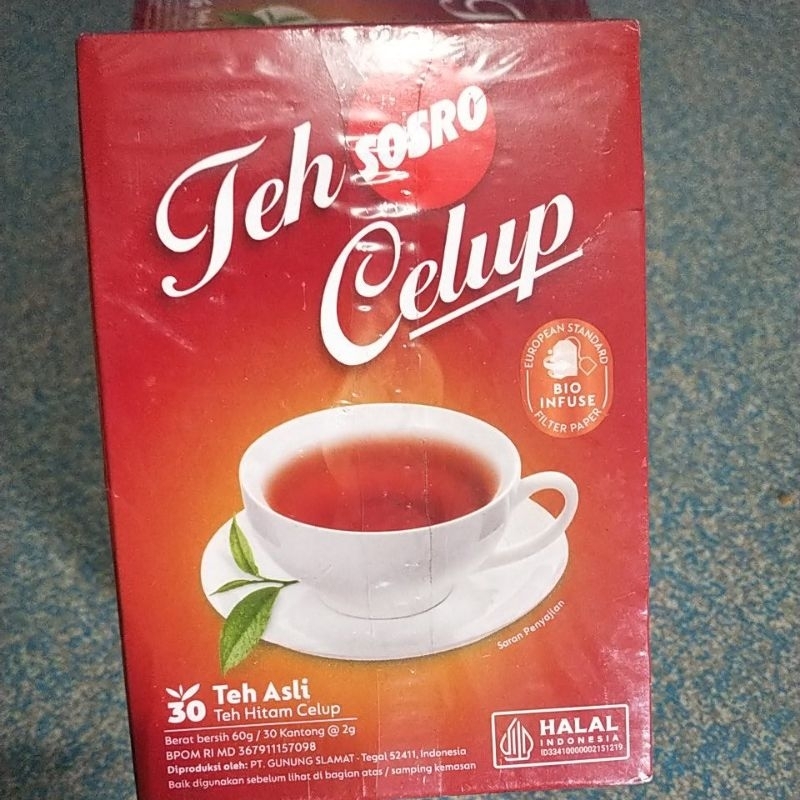 SOSRO
Teh
Celup
EUROPEAN STANDARD
BIO
INFUSE
FILTER PAPER
Saran Penyajian
30 Teh Asli
Teh Hitam Celup
Berat bersih 60g / 30 Kantong @ 2g
BPOM RI MD 367911157098
Diproduksi oleh: PT. GUNUNG SLAMAT - Tegal 52411, Indonesia
Baik digunakan sebelum lihat di bagian atas / samping kemasan
HALAL
INDONESIA
ID33410000002151219